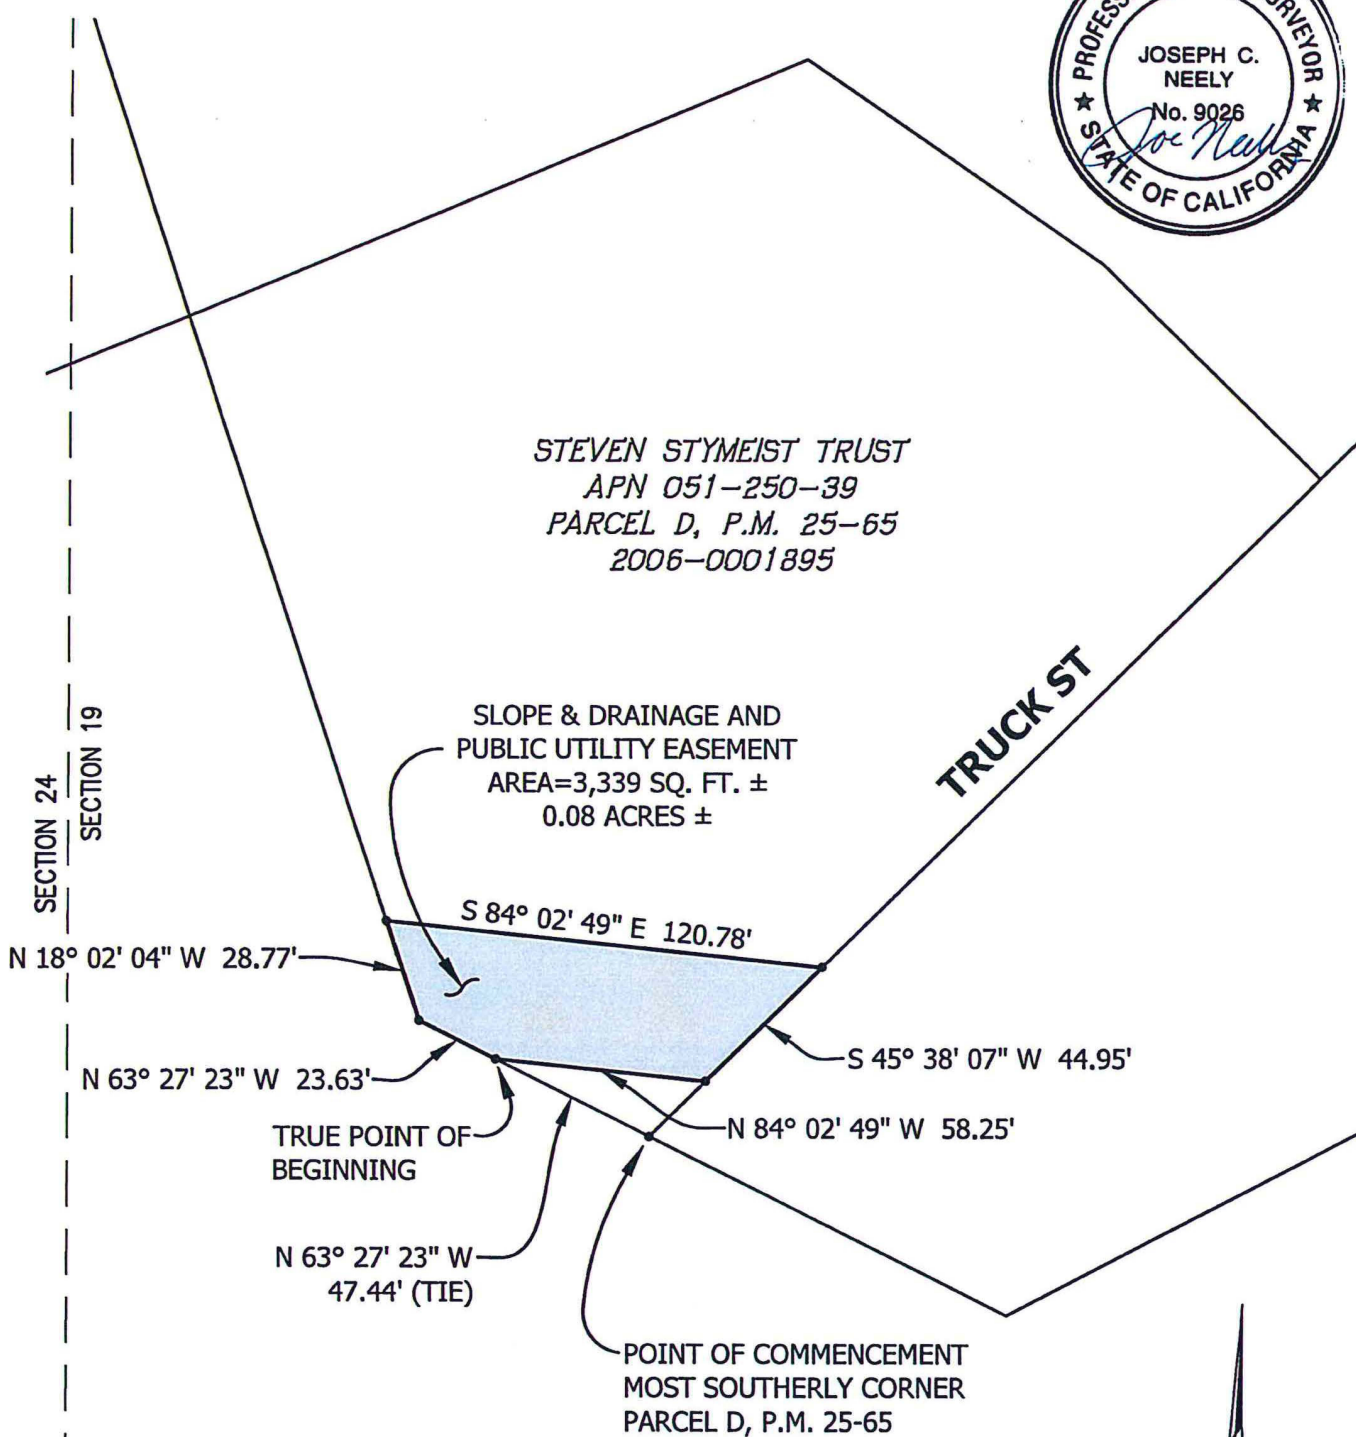 PROFESS
RVEYOR
JOSEPH C.
NEELY
No. 9026
Joe Neely
STATE OF CALIFORNIA
STEVEN STYMEIST TRUST
APN 051-250-39
PARCEL D, P.M. 25-65
2006-0001895
TRUCK ST
SLOPE & DRAINAGE AND
PUBLIC UTILITY EASEMENT
AREA=3,339 SQ. FT. ±
0.08 ACRES ±
SECTION 24
SECTION 19
S 84° 02' 49" E 120.78'
N 18° 02' 04" W 28.77'
S 45° 38' 07" W 44.95'
N 63° 27' 23" W 23.63'
N 84° 02' 49" W 58.25'
TRUE POINT OF
BEGINNING
N 63° 27' 23" W
47.44' (TIE)
POINT OF COMMENCEMENT
MOST SOUTHERLY CORNER
PARCEL D, P.M. 25-65